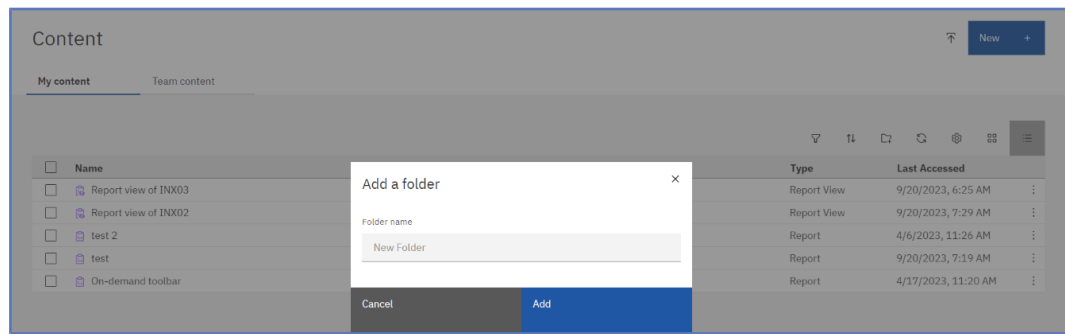 Content
New +
My content Team content
Name Type Last Accessed
Add a folder
Report view of INX03 Report View 9/20/2023, 6:25 AM
Report view of INX02 Report View 9/20/2023, 7:29 AM
Folder name
test 2 Report 4/6/2023, 11:26 AM
New Folder
test Report 9/20/2023, 7:19 AM
On-demand toolbar Report 4/17/2023, 11:20 AM
Cancel Add